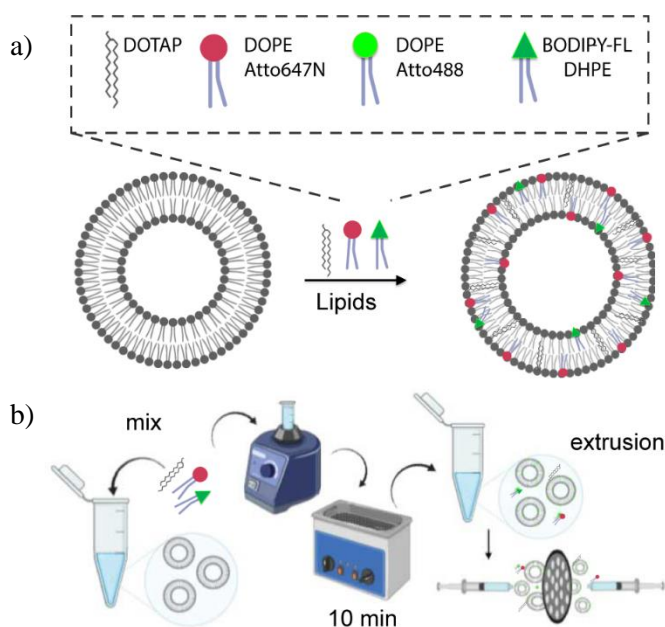 a)
DOTAP
DOPE
Atto647N
DOPE
Atto488
BODIPY-FL
DHPE
Lipids
b)
mix
extrusion
10 min